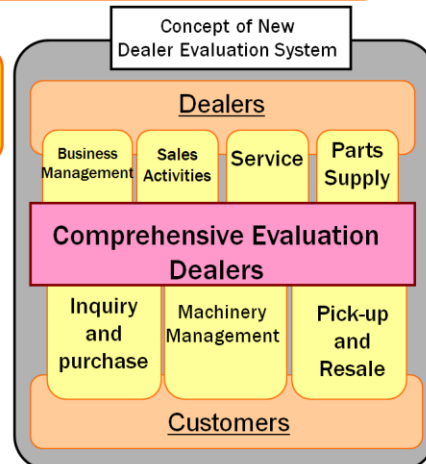 Concept of New
Dealer Evaluation System
Dealers
Business
Management
Sales
Activities
Service
Parts
Supply
Comprehensive Evaluation
Dealers
Inquiry
and
purchase
Machinery
Management
Pick-up
and
Resale
Customers